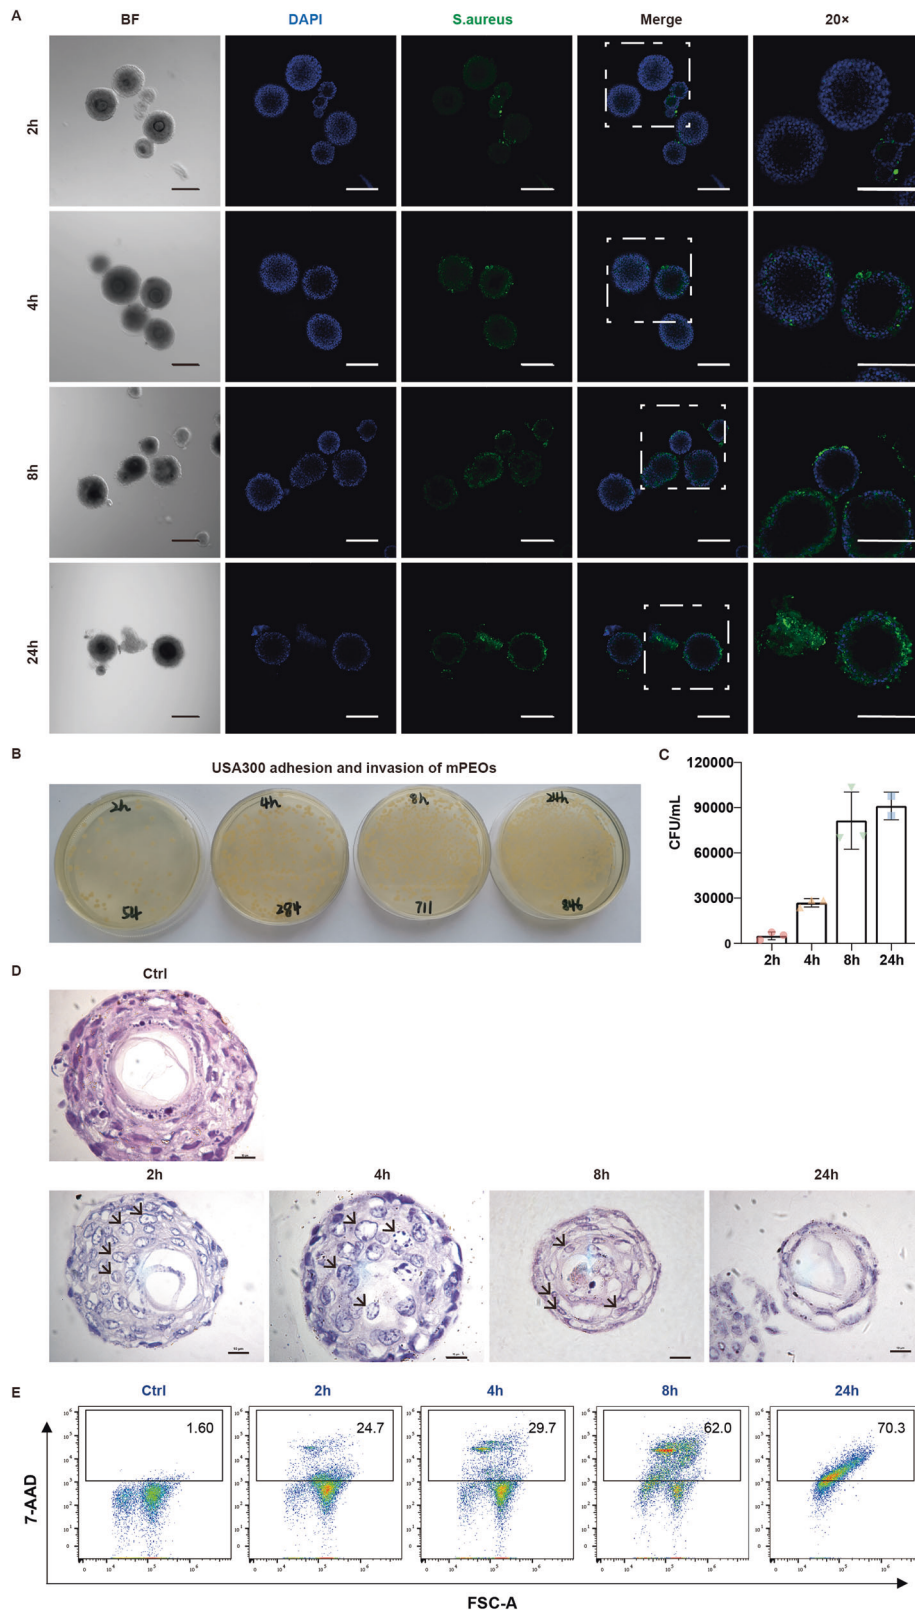 A
BF DAPI S.aureus Merge 20×
2h
4h
8h
24h
B
USA300 adhesion and invasion of mPEOs
2h 4h 8h 24h
54 284 711 846
C
CFU/mL
120000
90000
60000
30000
0
2h 4h 8h 24h
D
Ctrl
2h 4h 8h 24h
E
Ctrl 2h 4h 8h 24h
1.60 24.7 29.7 62.0 70.3
7-AAD
FSC-A